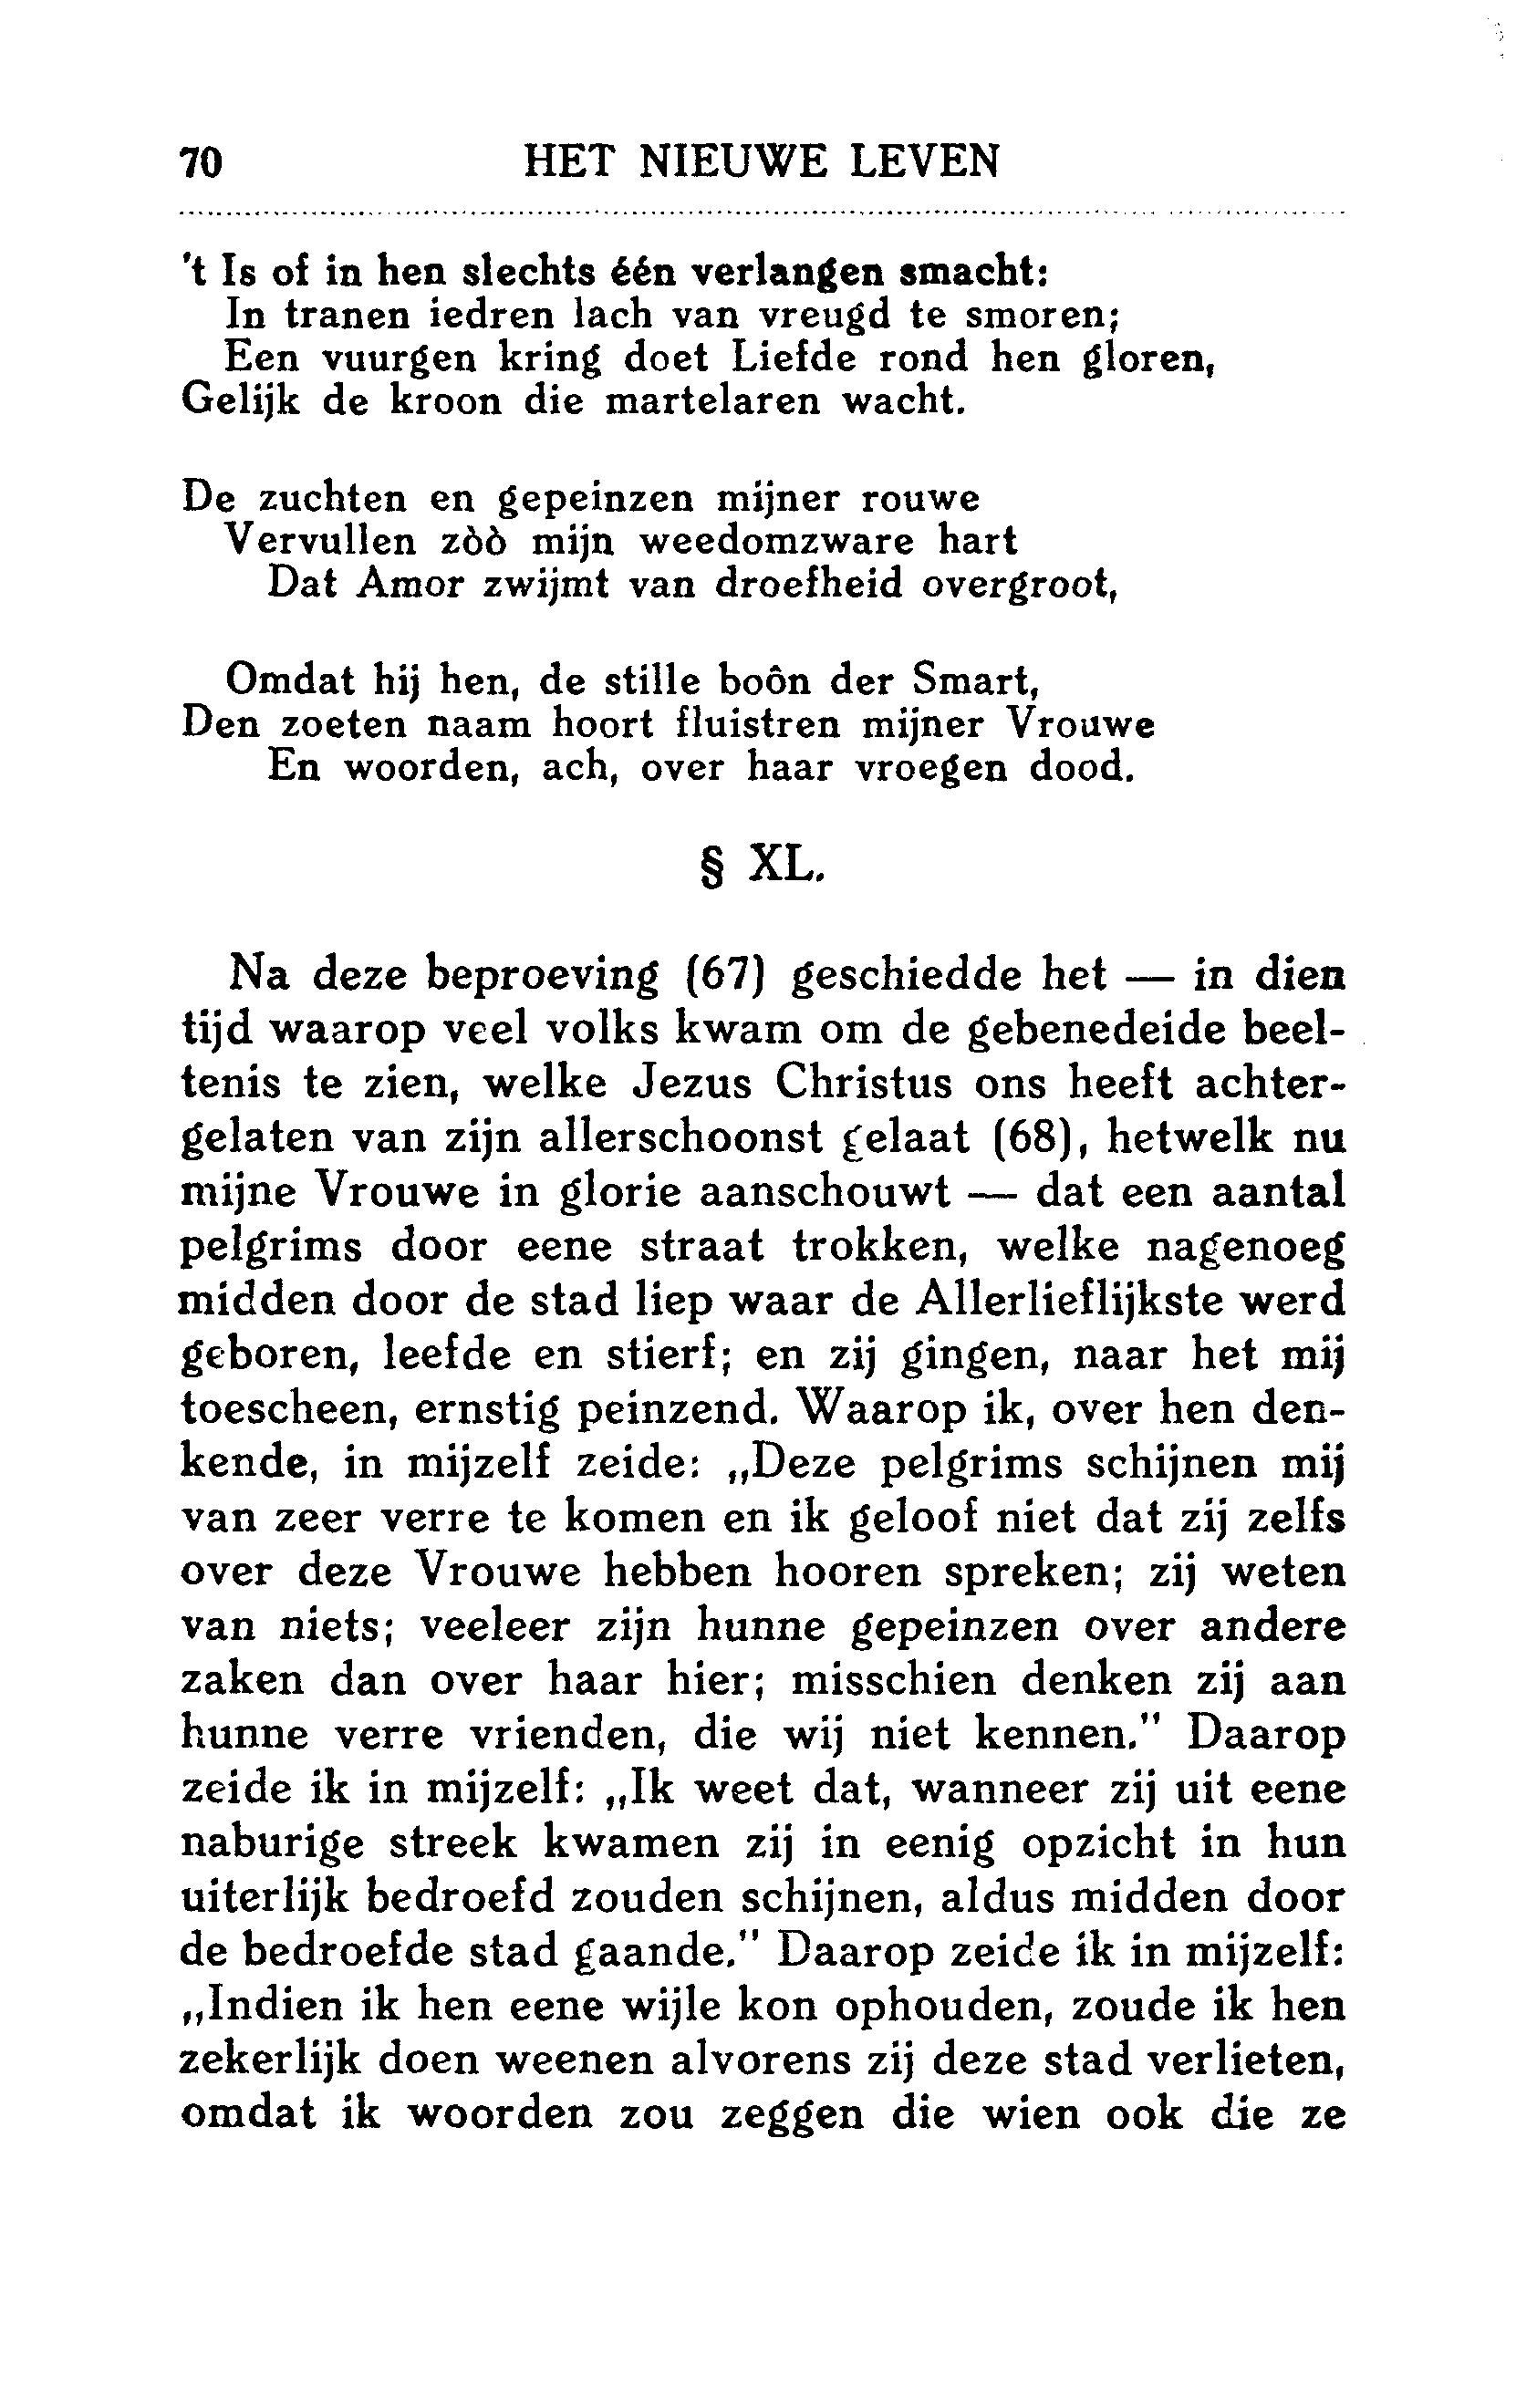 70 HET NIEUWE LEVEN
't Is of in hen slechts één verlangen smacht:
In tranen iedren lach van vreugd te smoren;
Een vuurgen kring doet Liefde rond hen gloren,
Gelijk de kroon die martelaren wacht.
De zuchten en gepeinzen mijner rouwe
Vervullen zòò mijn weedomzware hart
Dat Amor zwijmt van droefheid overgroot,
Omdat hij hen, de stille boôn der Smart,
Den zoeten naam hoort fluistren mijner Vrouwe
En woorden, ach, over haar vroegen dood.
§ XL.
Na deze beproeving (67) geschiedde het — in dien
tijd waarop veel volks kwam om de gebenedeide beel-
tenis te zien, welke Jezus Christus ons heeft achter-
gelaten van zijn allerschoonst gelaat (68), hetwelk nu
mijne Vrouwe in glorie aanschouwt — dat een aantal
pelgrims door eene straat trokken, welke nagenoeg
midden door de stad liep waar de Allerlieflijkste werd
geboren, leefde en stierf; en zij gingen, naar het mij
toescheen, ernstig peinzend. Waarop ik, over hen den-
kende, in mijzelf zeide: „Deze pelgrims schijnen mij
van zeer verre te komen en ik geloof niet dat zij zelfs
over deze Vrouwe hebben hooren spreken; zij weten
van niets; veeleer zijn hunne gepeinzen over andere
zaken dan over haar hier; misschien denken zij aan
hunne verre vrienden, die wij niet kennen." Daarop
zeide ik in mijzelf: „Ik weet dat, wanneer zij uit eene
naburige streek kwamen zij in eenig opzicht in hun
uiterlijk bedroefd zouden schijnen, aldus midden door
de bedroefde stad gaande." Daarop zeide ik in mijzelf:
„Indien ik hen eene wijle kon ophouden, zoude ik hen
zekerlijk doen weenen alvorens zij deze stad verlieten,
omdat ik woorden zou zeggen die wien ook die ze